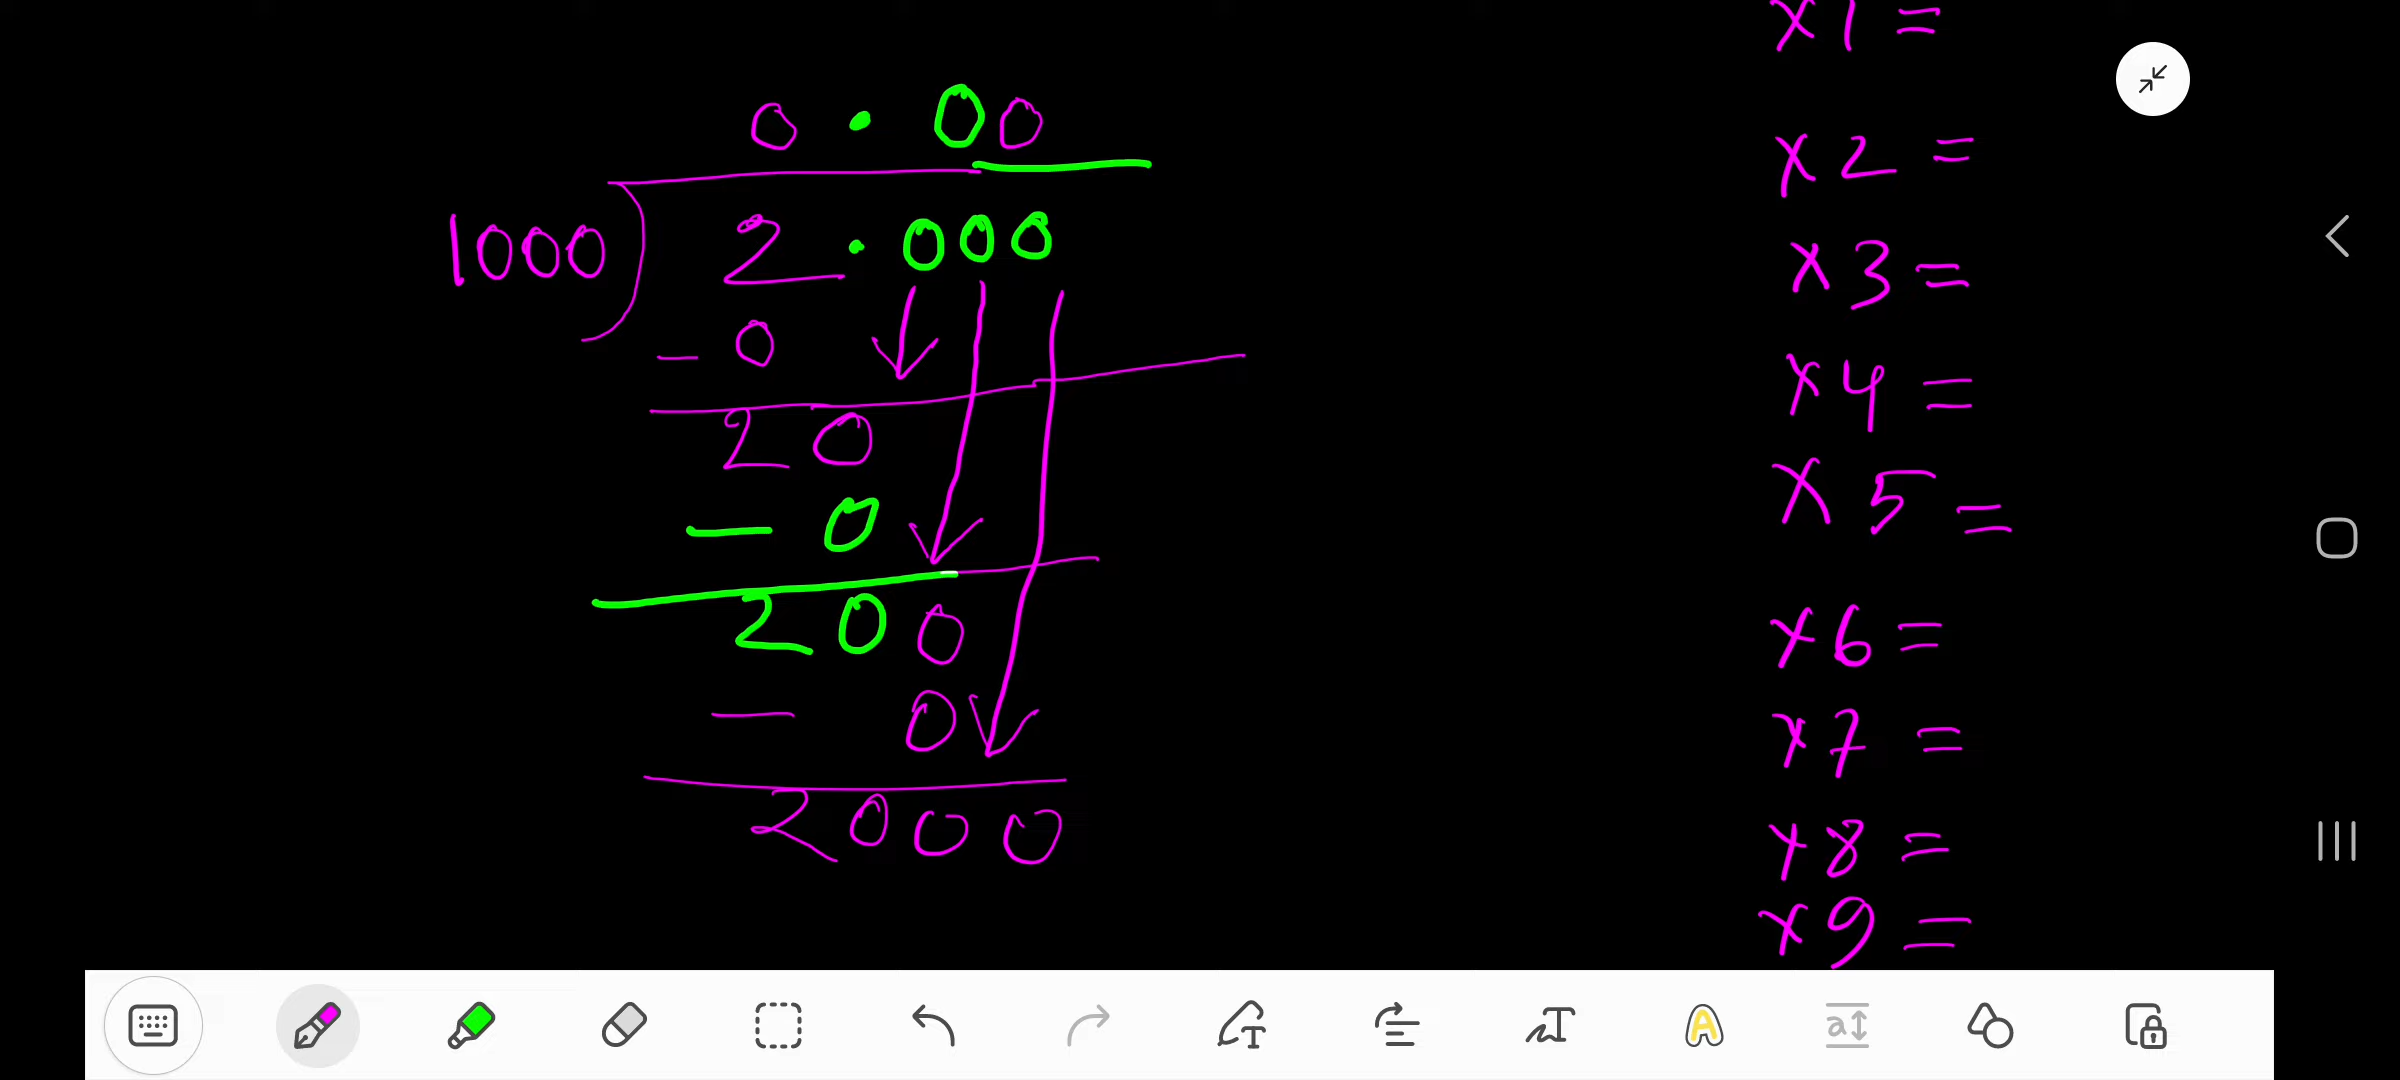 0.00
1000) 2.000
- 0
20
- 0
200
- 0
2000
x1=
x2=
x3=
x4=
x5=
x6=
x7=
x8=
x9=